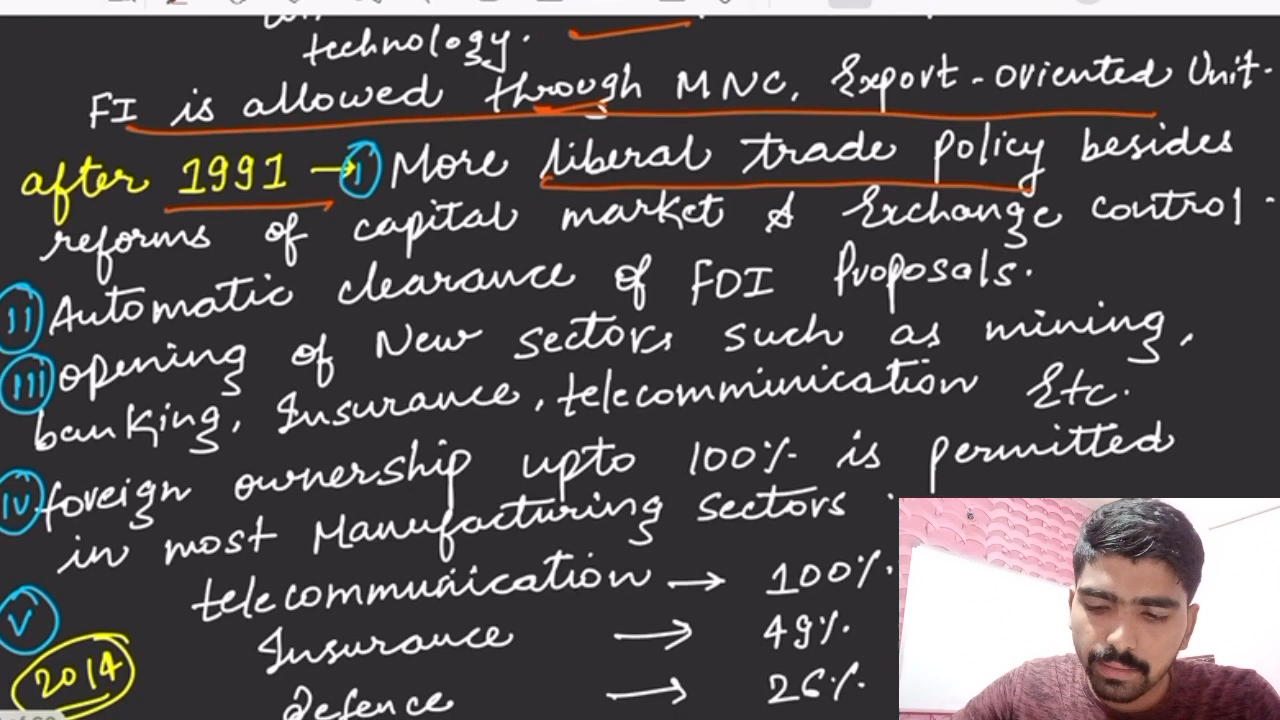 technology.
FI is allowed through MNC, Export-oriented Unit.
after 1991 → i More liberal trade policy besides
reforms of capital market & Exchange control.
ii Automatic clearance of FDI Proposals.
iii opening of New sectors such as mining,
banking, Insurance, telecommunication Etc.
iv foreign ownership upto 100% is permitted
in most Manufacturing sectors.
v telecommunication → 100%.
Insurance → 49%.
2014
Defence → 26%.